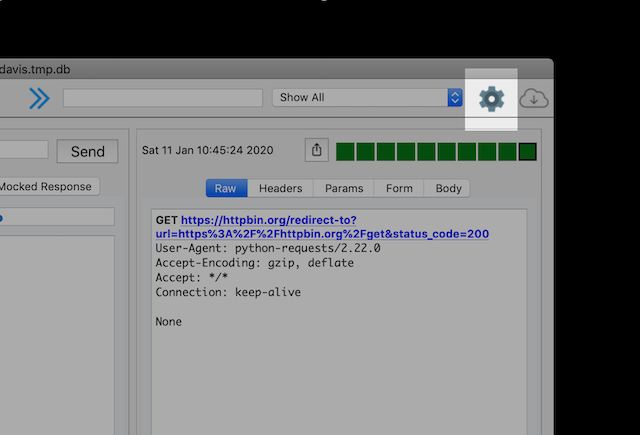 davis.tmp.db
Show All
Send
Sat 11 Jan 10:45:24 2020
Mocked Response
Raw
Headers
Params
Form
Body
GET https://httpbin.org/redirect-to?
url=https%3A%2F%2Fhttpbin.org%2Fget&status_code=200
User-Agent: python-requests/2.22.0
Accept-Encoding: gzip, deflate
Accept: */*
Connection: keep-alive
None